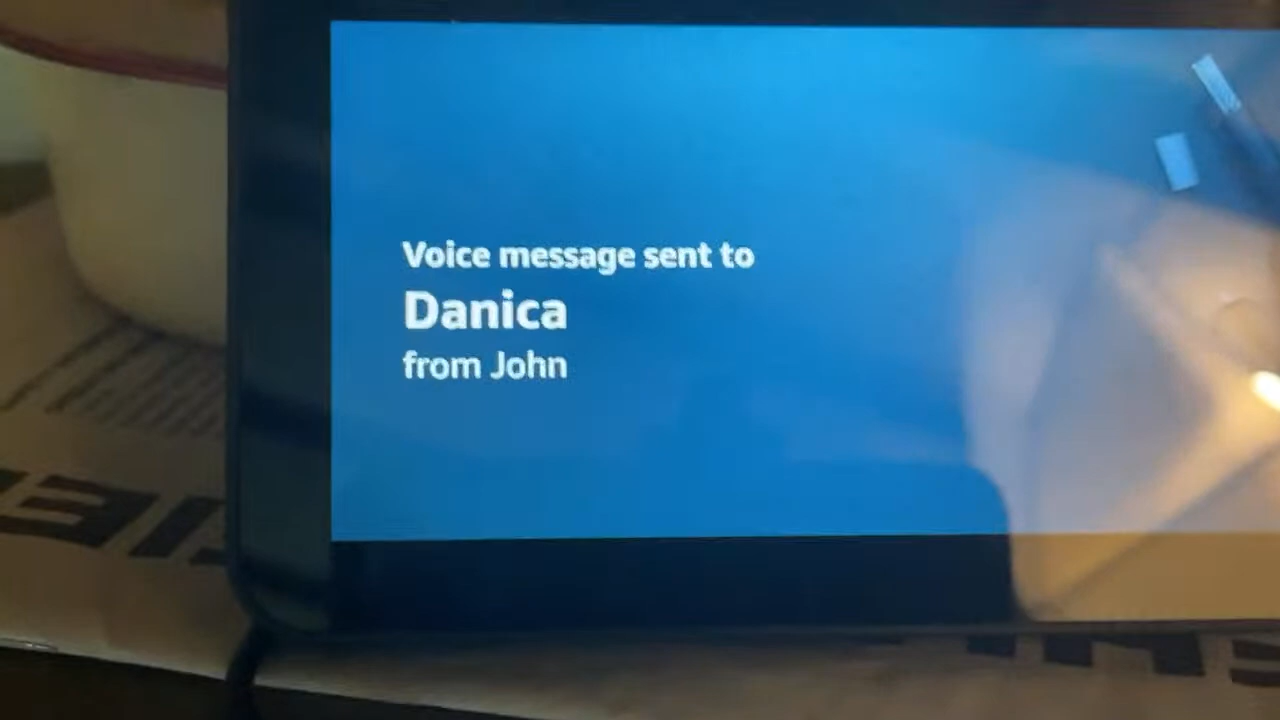 Voice message sent to
Danica
from John